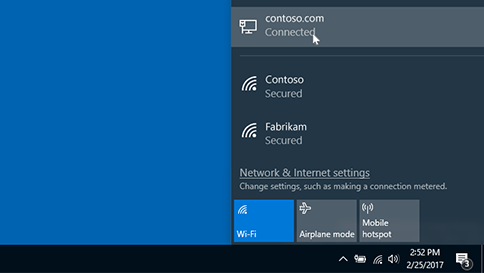 contoso.com
Connected
Contoso
Secured
Fabrikam
Secured
Network & Internet settings
Change settings, such as making a connection metered.
Wi-Fi
Airplane mode
Mobile
hotspot
2:52 PM
2/25/2017
3